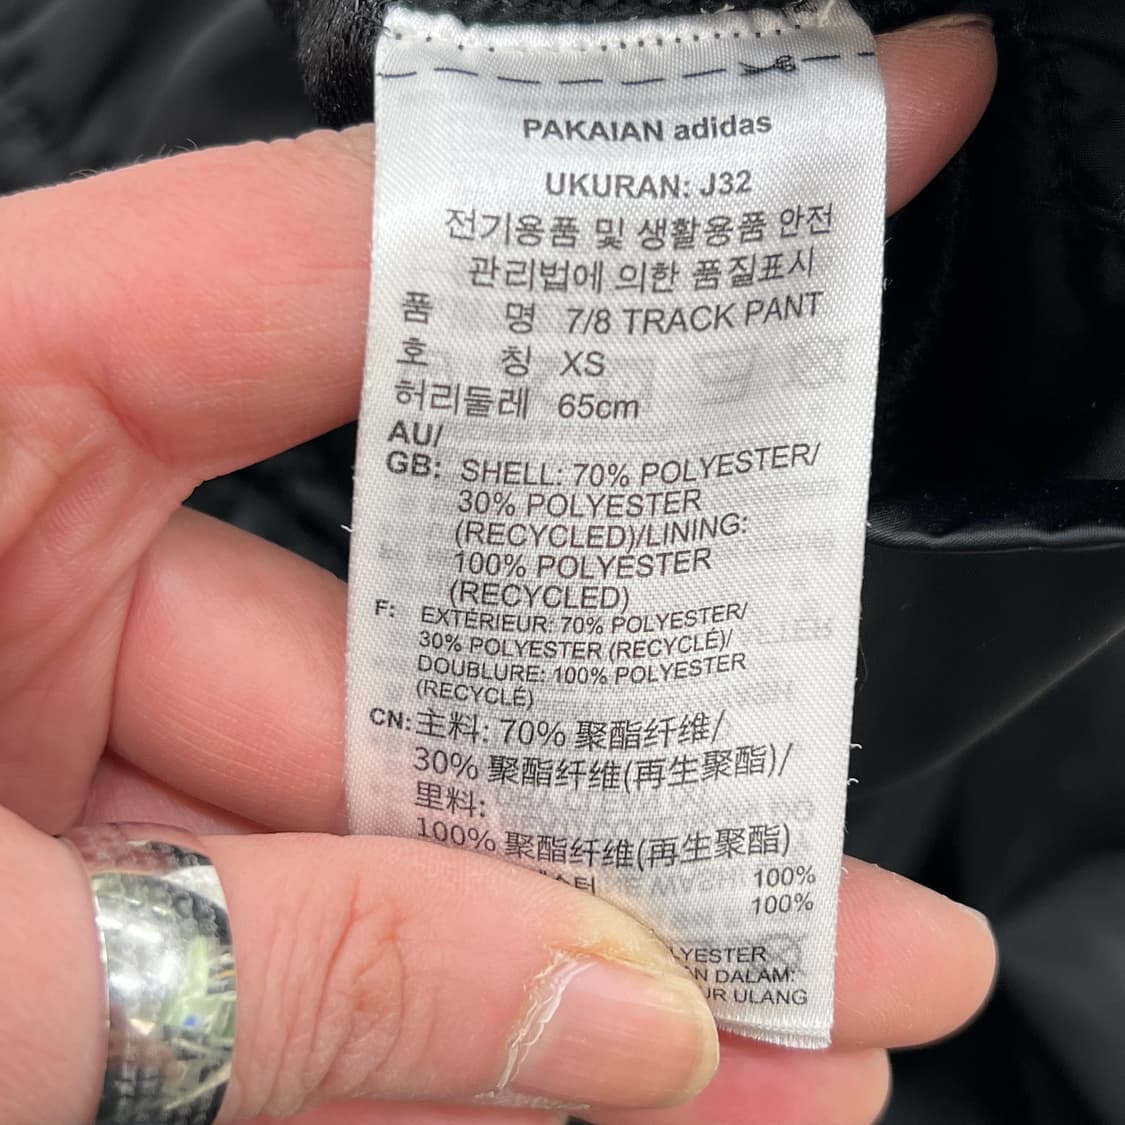 PAKAIAN adidas
UKURAN: J32
전기용품 및 생활용품 안전
관리법에 의한 품질표시
품 명 7/8 TRACK PANT
호 칭 XS
허리둘레 65cm
AU/
GB: SHELL: 70% POLYESTER/
30% POLYESTER
(RECYCLED)/LINING:
100% POLYESTER
(RECYCLED)
F: EXTÉRIEUR: 70% POLYESTER/
30% POLYESTER (RECYCLÉ)/
DOUBLURE: 100% POLYESTER
(RECYCLÉ)
CN: 主料: 70% 聚酯纤维/
30% 聚酯纤维(再生聚酯)/
里料:
100% 聚酯纤维(再生聚酯)
100%
100%
DALAM:
ULANG